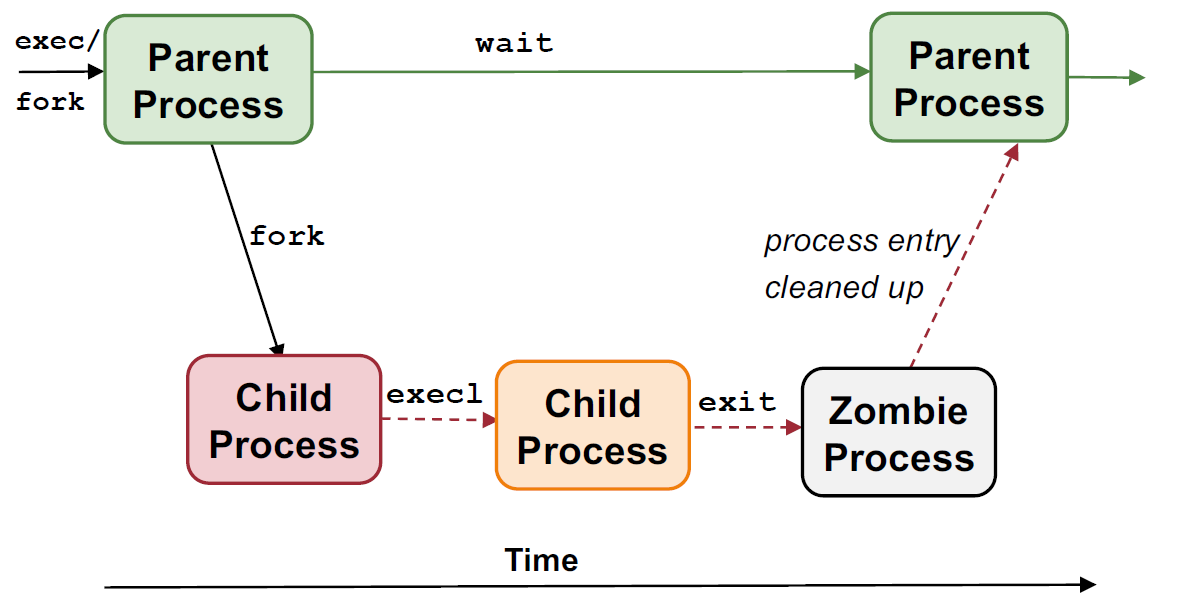 exec/
fork
Parent
Process
wait
Parent
Process
fork
process entry
cleaned up
Child
Process
execl
Child
Process
exit
Zombie
Process
Time